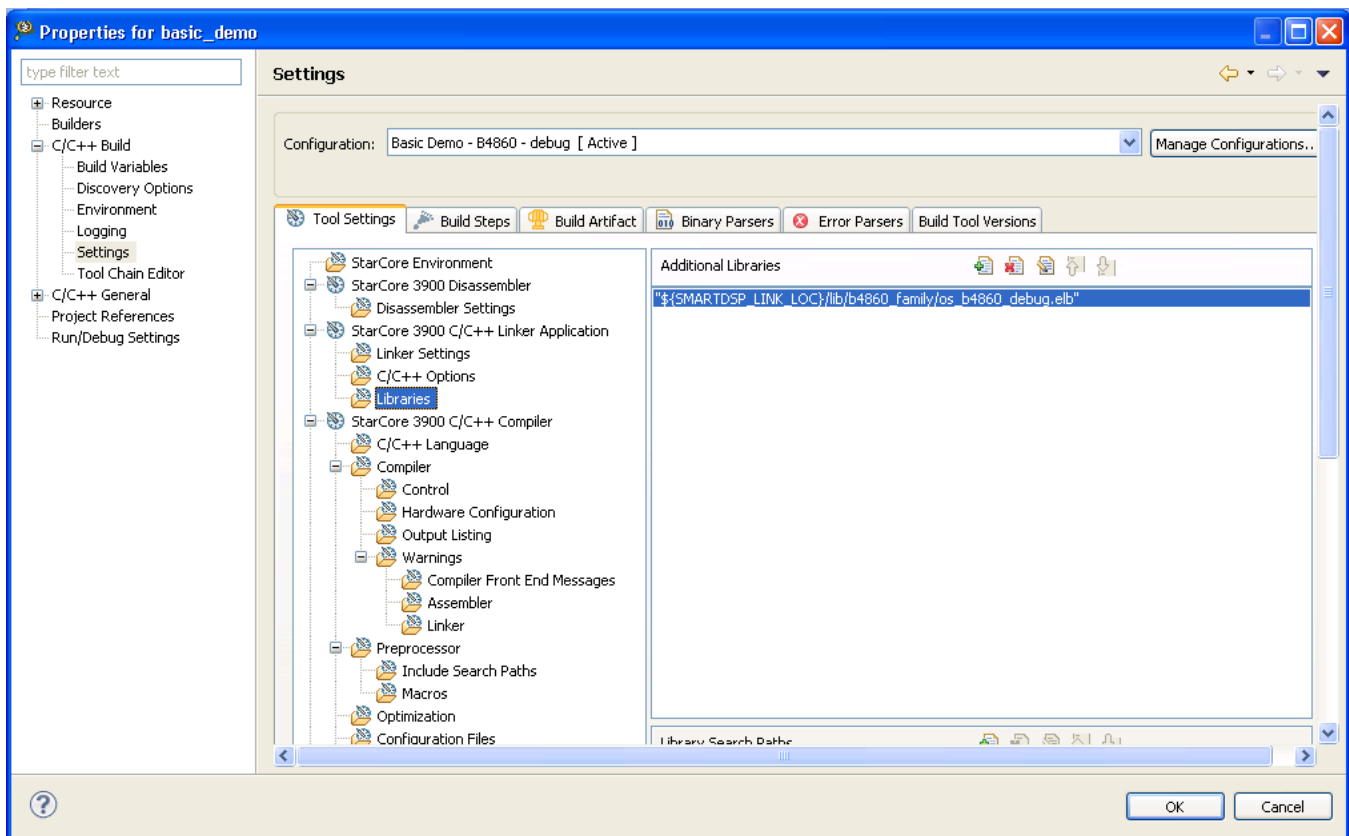 Properties for basic_demo
type filter text
Settings
Resource
Builders
C/C++ Build
Build Variables
Discovery Options
Environment
Logging
Settings
Tool Chain Editor
C/C++ General
Project References
Run/Debug Settings
Configuration: Basic Demo - B4860 - debug [ Active ] Manage Configurations..
Tool Settings Build Steps Build Artifact Binary Parsers Error Parsers Build Tool Versions
StarCore Environment
StarCore 3900 Disassembler
Disassembler Settings
StarCore 3900 C/C++ Linker Application
Linker Settings
C/C++ Options
Libraries
StarCore 3900 C/C++ Compiler
C/C++ Language
Compiler
Control
Hardware Configuration
Output Listing
Warnings
Compiler Front End Messages
Assembler
Linker
Preprocessor
Include Search Paths
Macros
Optimization
Configuration Files
Additional Libraries
"${SMARTDSP_LINK_LOC}/lib/b4860_family/os_b4860_debug.elb"
Library Search Paths
OK Cancel